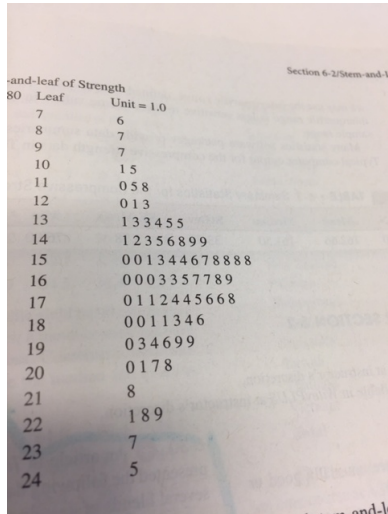 Section 6-2/Stem-and-l
-and-leaf of Strength
80 Leaf Unit = 1.0
7 6
8 7
9 7
10 1 5
11 0 5 8
12 0 1 3
13 1 3 3 4 5 5
14 1 2 3 5 6 8 9 9
15 0 0 1 3 4 4 6 7 8 8 8 8
16 0 0 0 3 3 5 7 7 8 9
17 0 1 1 2 4 4 5 6 6 8
18 0 0 1 1 3 4 6
19 0 3 4 6 9 9
20 0 1 7 8
21 8
22 1 8 9
23 7
24 5
and-l